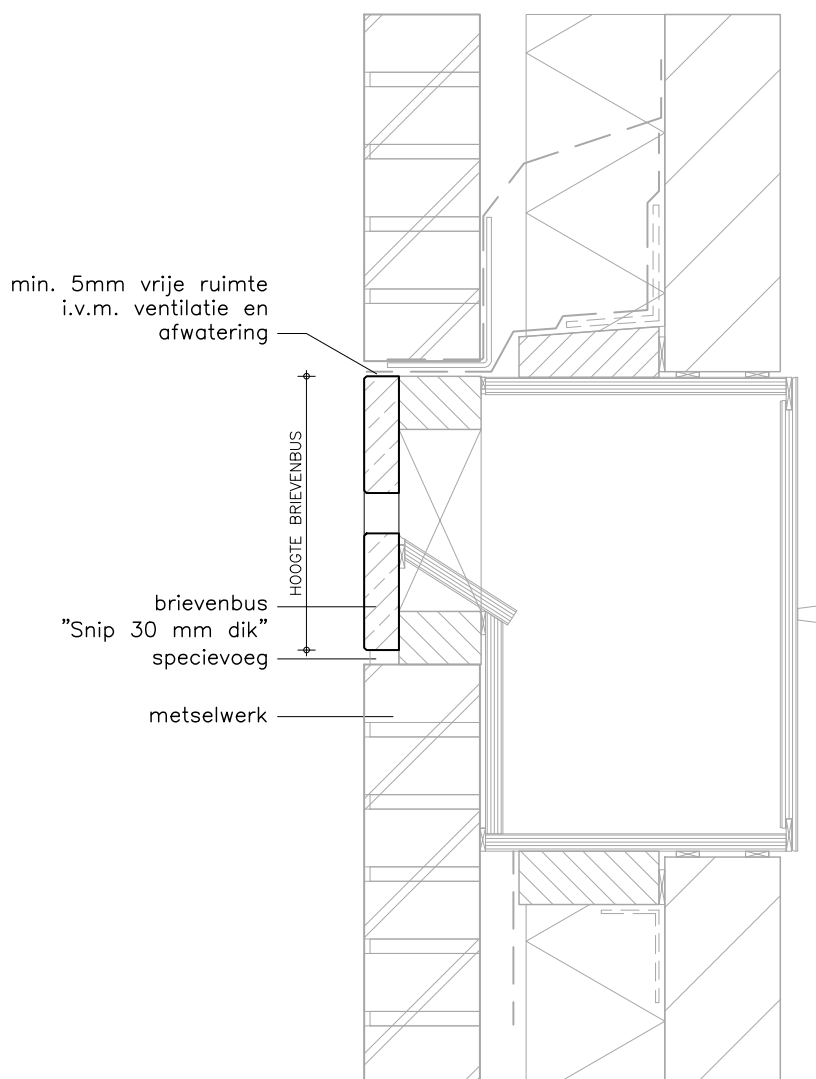 min. 5mm vrije ruimte
i.v.m. ventilatie en
afwatering
HOOGTE BRIEVENBUS
brievenbus
"Snip 30 mm dik"
specievoeg
metselwerk